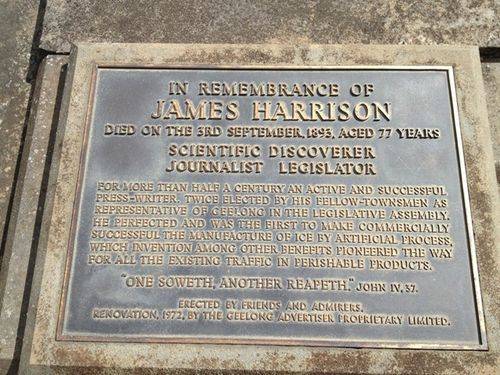 IN REMEMBRANCE OF
JAMES HARRISON
DIED ON THE 3RD SEPTEMBER, 1893, AGED 77 YEARS
SCIENTIFIC DISCOVERER
JOURNALIST LEGISLATOR
FOR MORE THAN HALF A CENTURY AN ACTIVE AND SUCCESSFUL
PRESS-WRITER. TWICE ELECTED BY HIS FELLOW-TOWNSMEN AS
REPRESENTATIVE OF GEELONG IN THE LEGISLATIVE ASSEMBLY.
HE PERFECTED AND WAS THE FIRST TO MAKE COMMERCIALLY
SUCCESSFUL THE MANUFACTURE OF ICE BY ARTIFICIAL PROCESS,
WHICH INVENTION AMONG OTHER BENEFITS PIONEERED THE WAY
FOR ALL THE EXISTING TRAFFIC IN PERISHABLE PRODUCTS.
"ONE SOWETH, ANOTHER REAPETH." JOHN IV, 37.
ERECTED BY FRIENDS AND ADMIRERS.
RENOVATION, 1972, BY THE GEELONG ADVERTISER PROPRIETARY LIMITED.